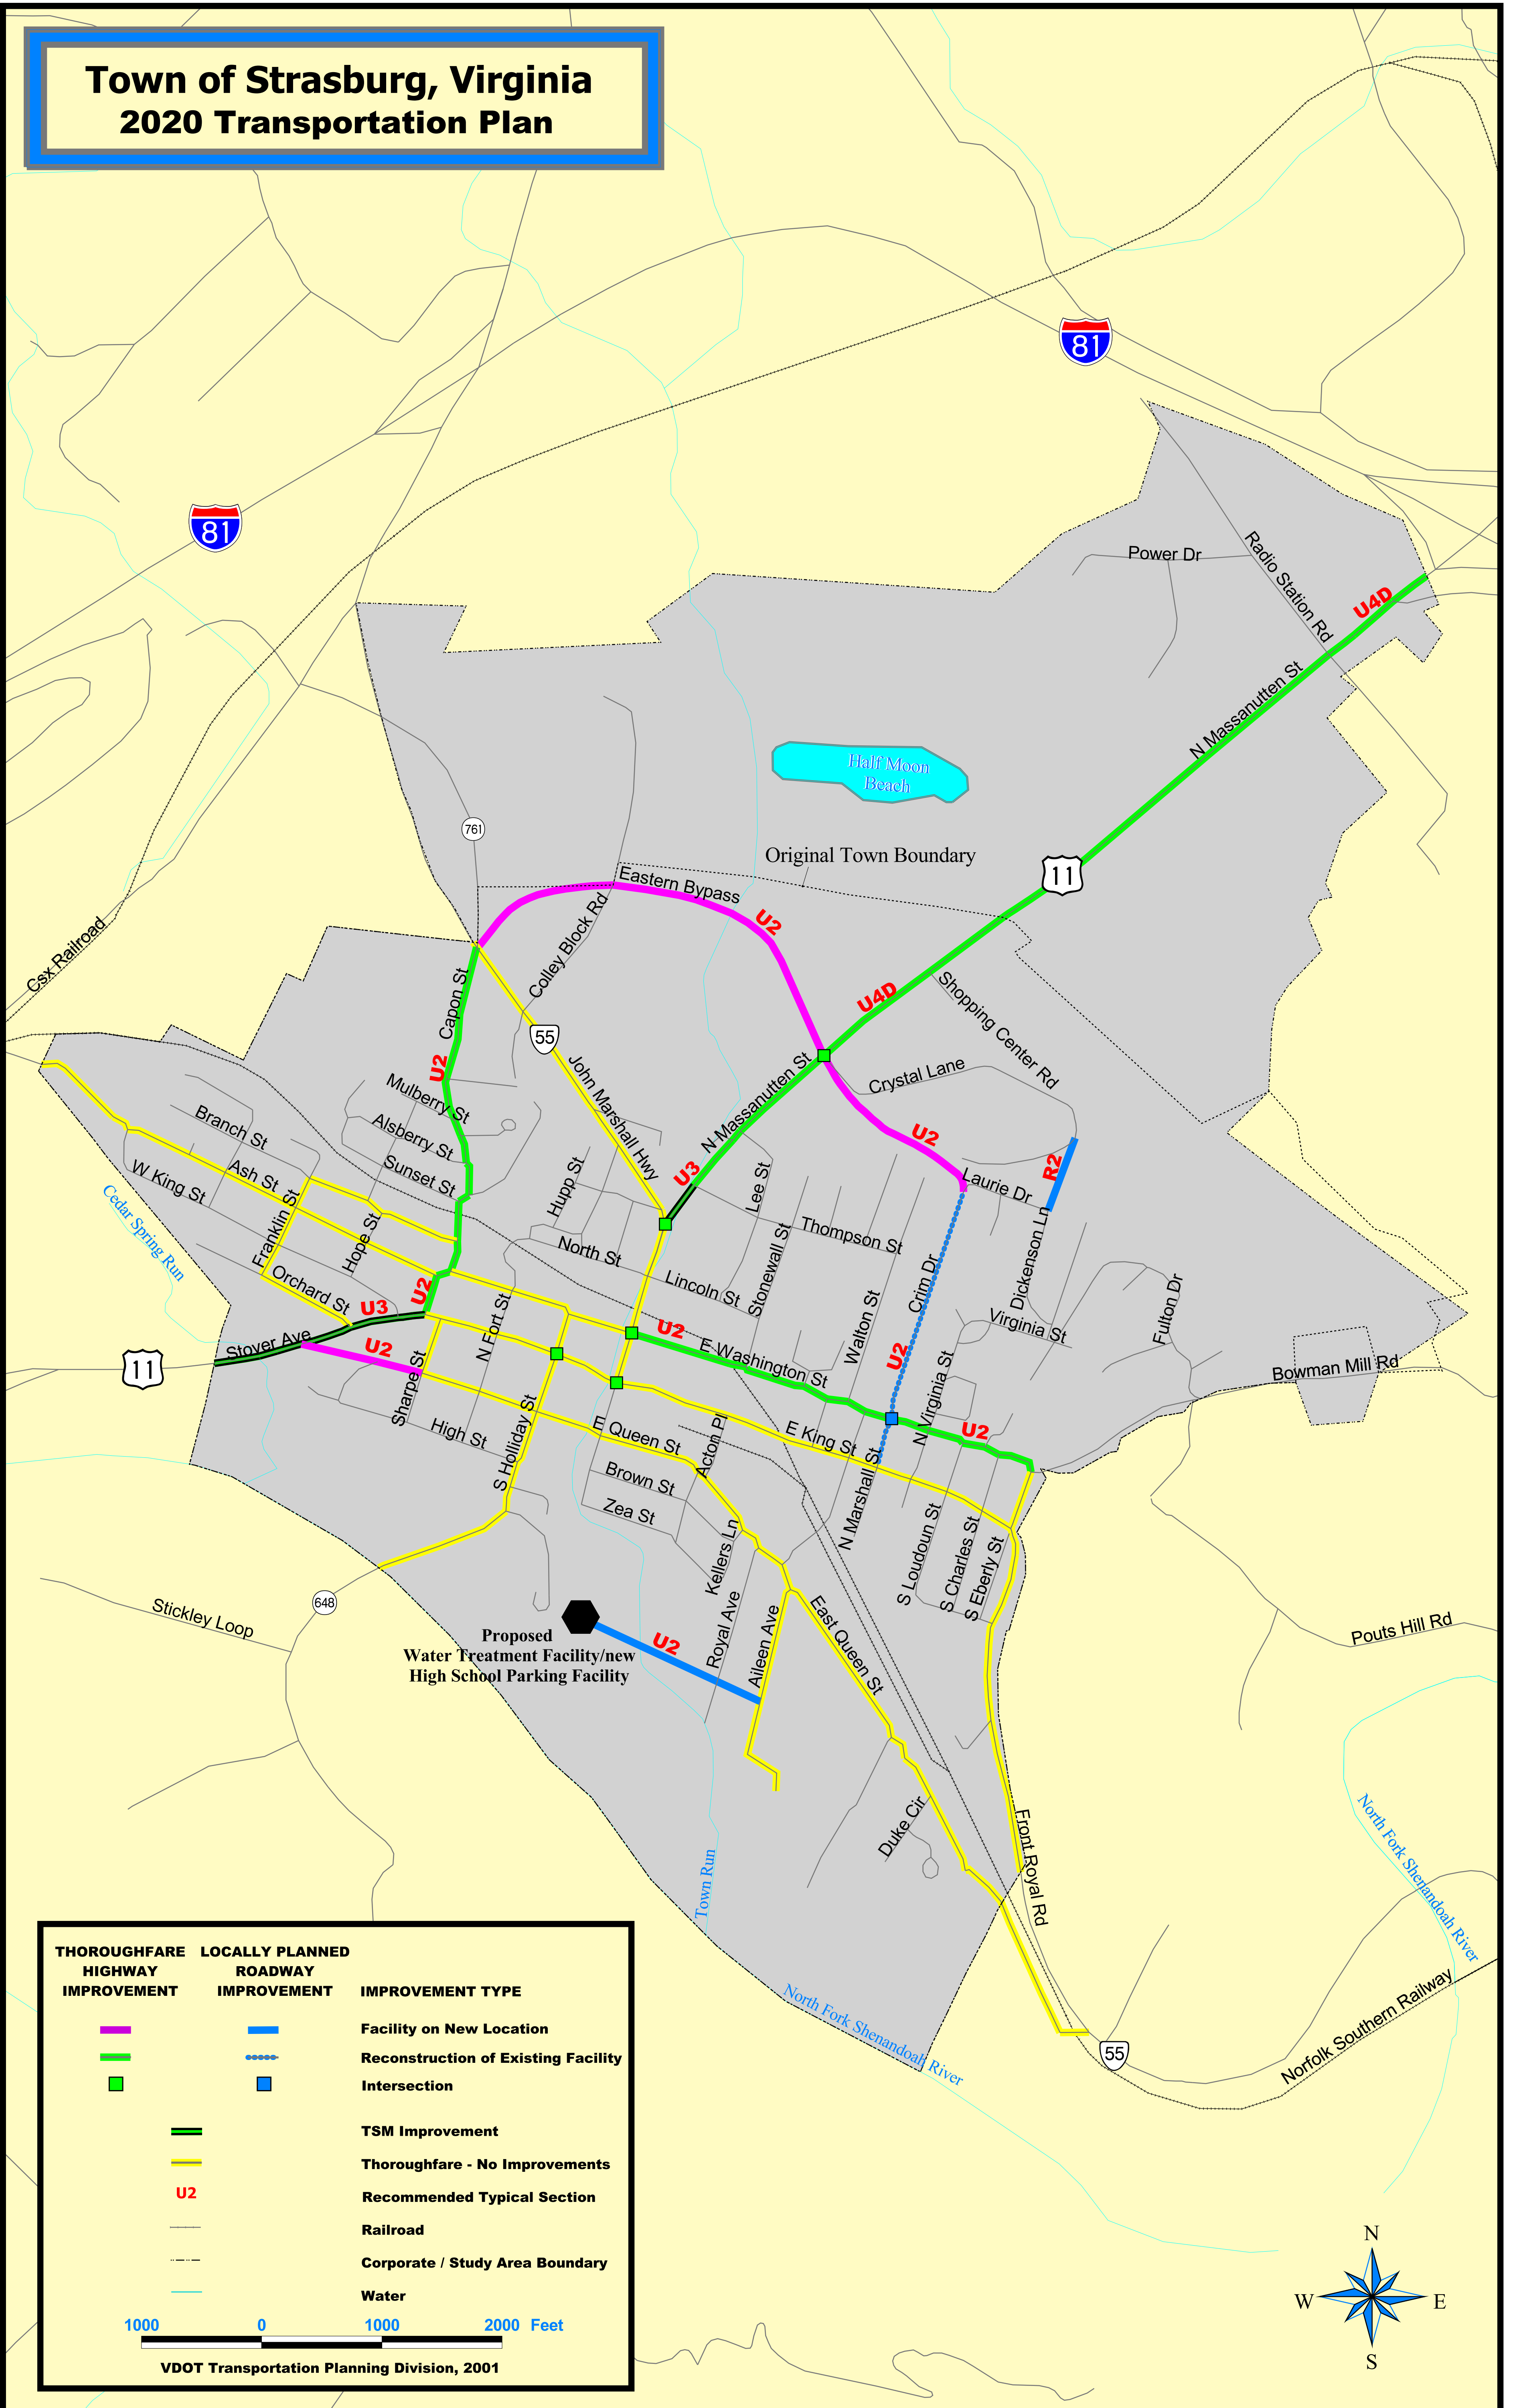 Town of Strasburg, Virginia
2020 Transportation Plan
81
81
Power Dr
Radio Station Rd
U4D
N Massanutten St
Half Moon
Beach
761
Original Town Boundary
11
Eastern Bypass
U2
Colley Block Rd
Csx Railroad
Capon St
U4D
Shopping Center Rd
55
U2
John Marshall Hwy
N Massanutten St
Crystal Lane
Mulberry St
Branch St
Alsberry St
U2
Sunset St
Ash St
W King St
U3
R2
Hupp St
Lee St
Laurie Dr
Cedar Spring Run
Franklin St
Hope St
North St
Thompson St
Stonewall St
Dickenson Ln
Orchard St
Lincoln St
Crim Dr
U2
U3
N Fort St
Walton St
Virginia St
Fulton Dr
Stover Ave
U2
U2
E Washington St
U2
11
Bowman Mill Rd
Sharpe St
N Virginia St
High St
S Holliday St
E Queen St
Acton Pl
E King St
U2
Brown St
N Marshall St
Zea St
Kellers Ln
S Loudoun St
S Charles St
S Eberly St
648
Stickley Loop
Royal Ave
Aileen Ave
East Queen St
Pouts Hill Rd
U2
Proposed
Water Treatment Facility/new
High School Parking Facility
Duke Cir
Front Royal Rd
Town Run
North Fork Shenandoah River
North Fork Shenandoah River
55
Norfolk Southern Railway
THOROUGHFARE LOCALLY PLANNED
HIGHWAY ROADWAY
IMPROVEMENT IMPROVEMENT IMPROVEMENT TYPE
Facility on New Location
Reconstruction of Existing Facility
Intersection
TSM Improvement
Thoroughfare - No Improvements
U2 Recommended Typical Section
Railroad
Corporate / Study Area Boundary
Water
1000 0 1000 2000 Feet
VDOT Transportation Planning Division, 2001
N
W E
S